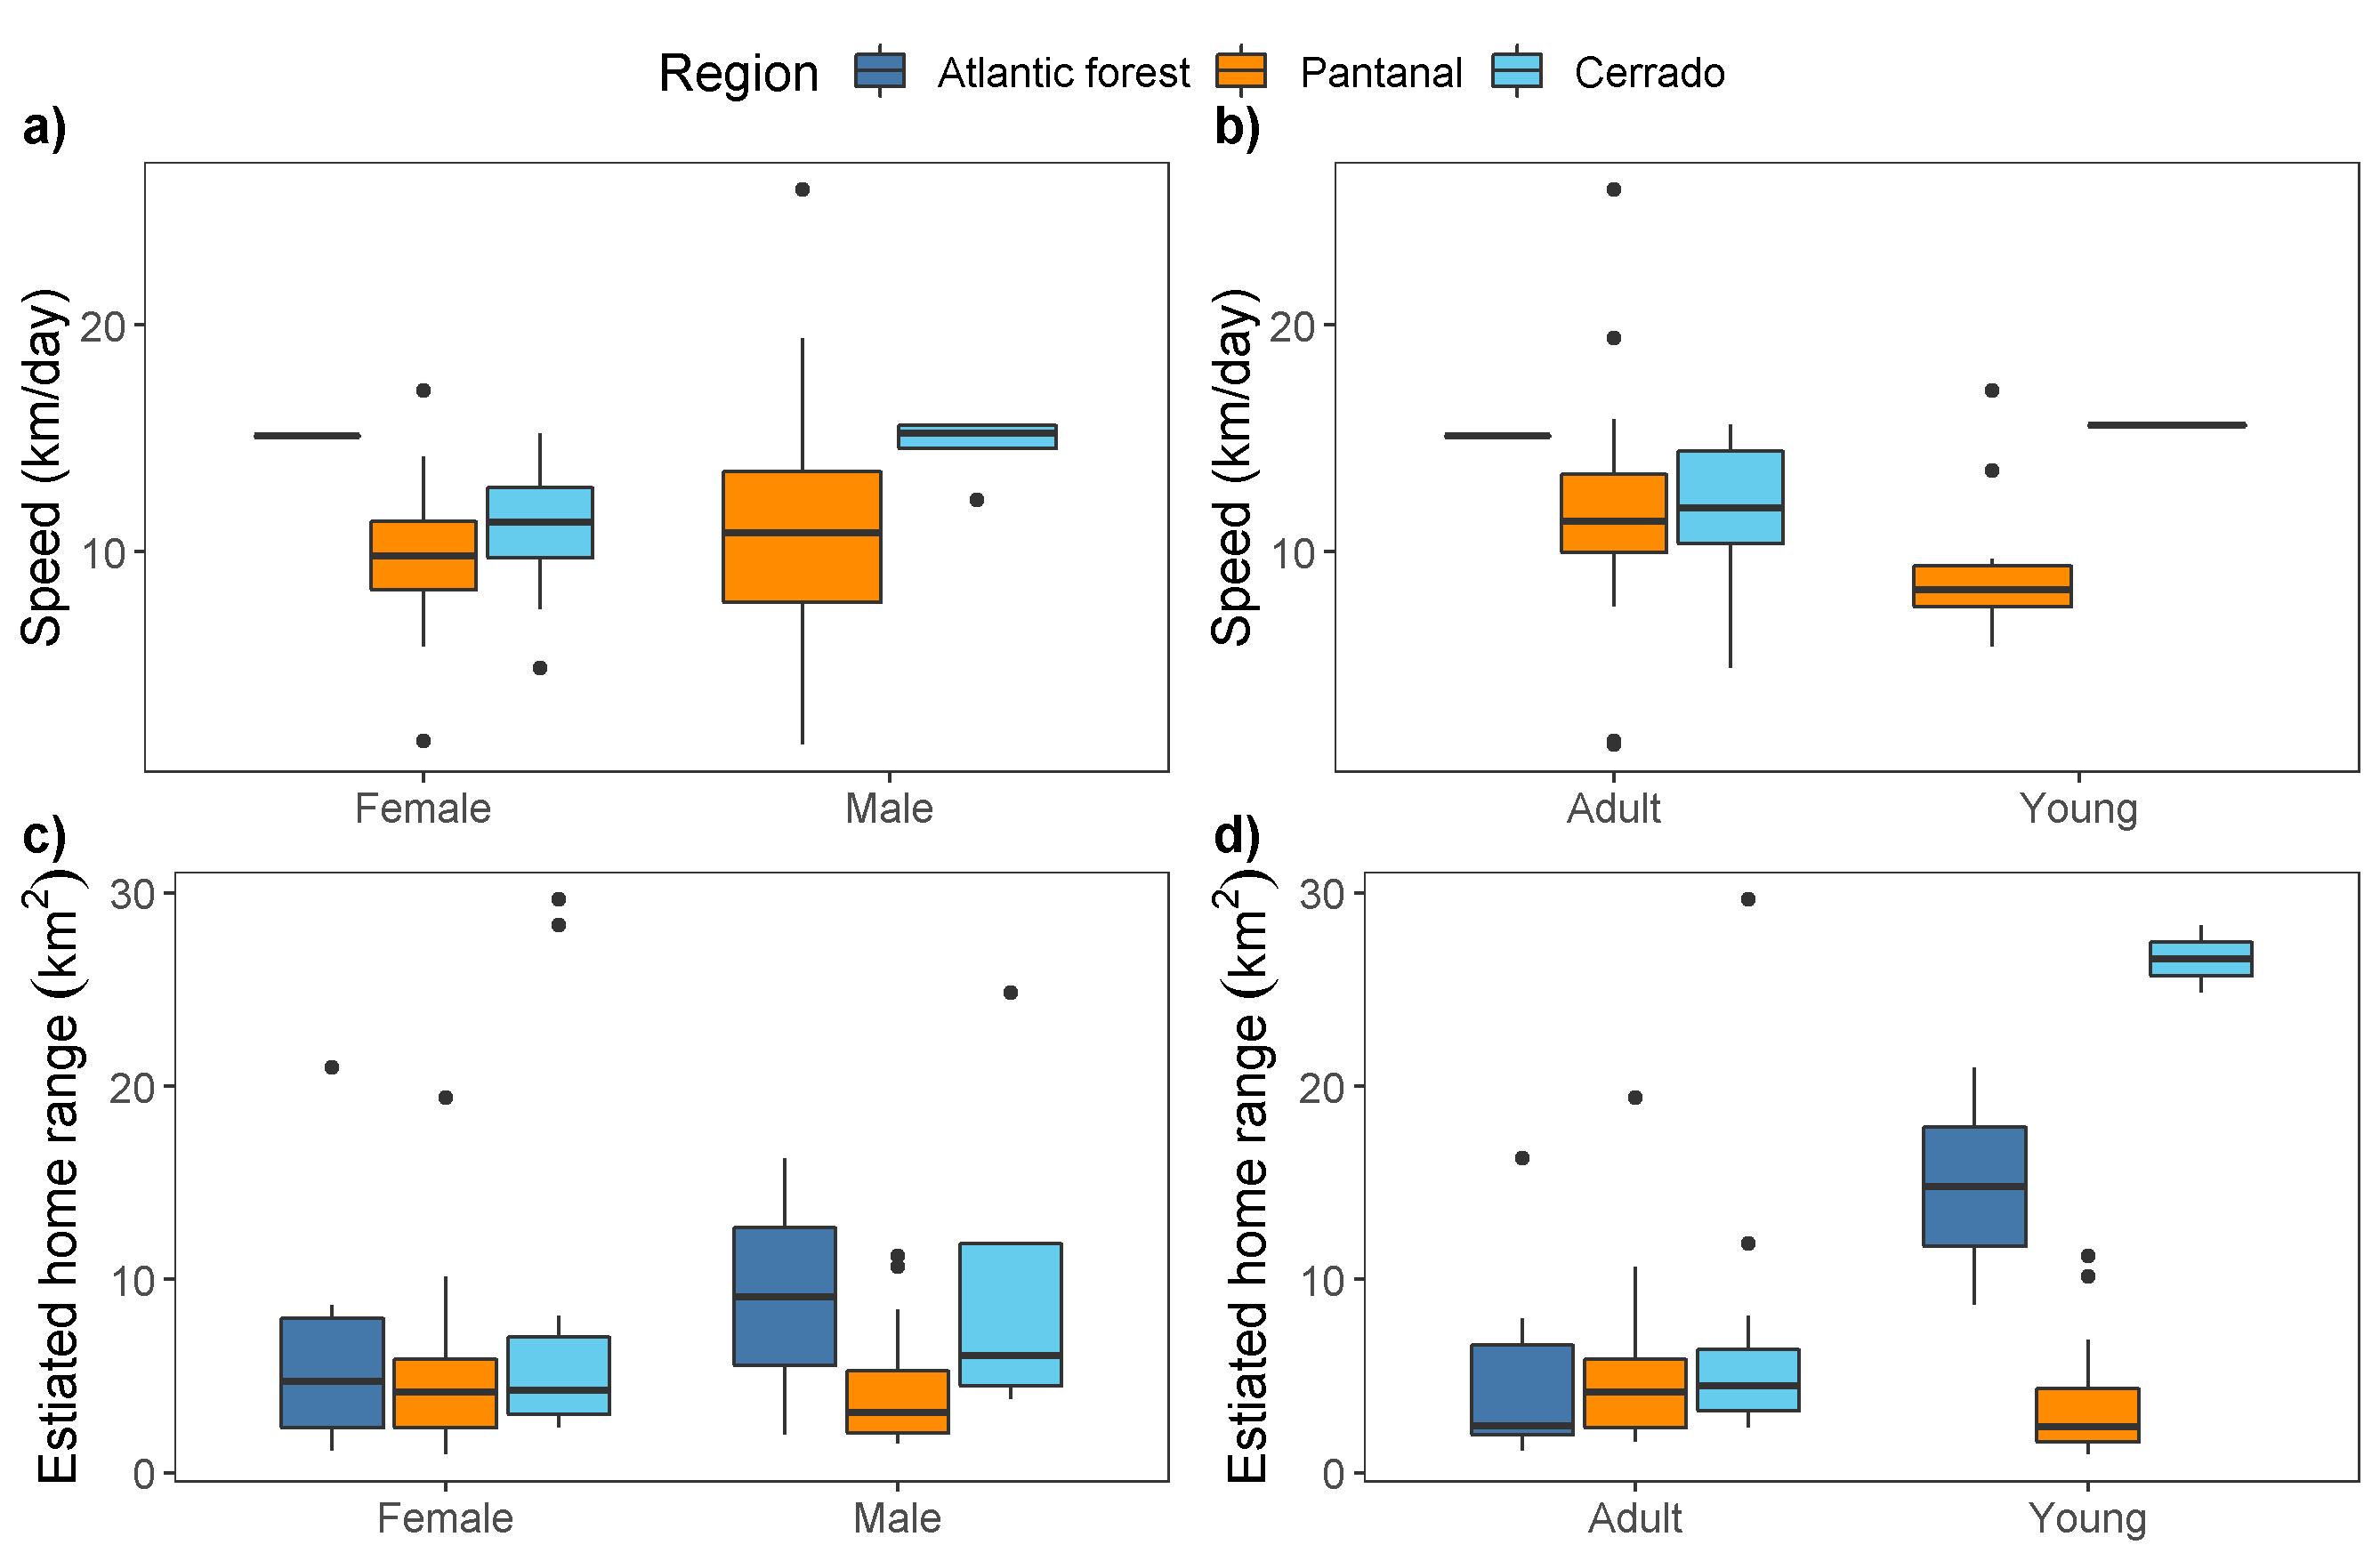 Region Atlantic forest Pantanal Cerrado
a)
Speed (km/day)
20
10
Female Male
b)
Speed (km/day)
20
10
Adult Young
c)
Estiated home range (km²)
30
20
10
0
Female Male
d)
Estiated home range (km²)
30
20
10
0
Adult Young